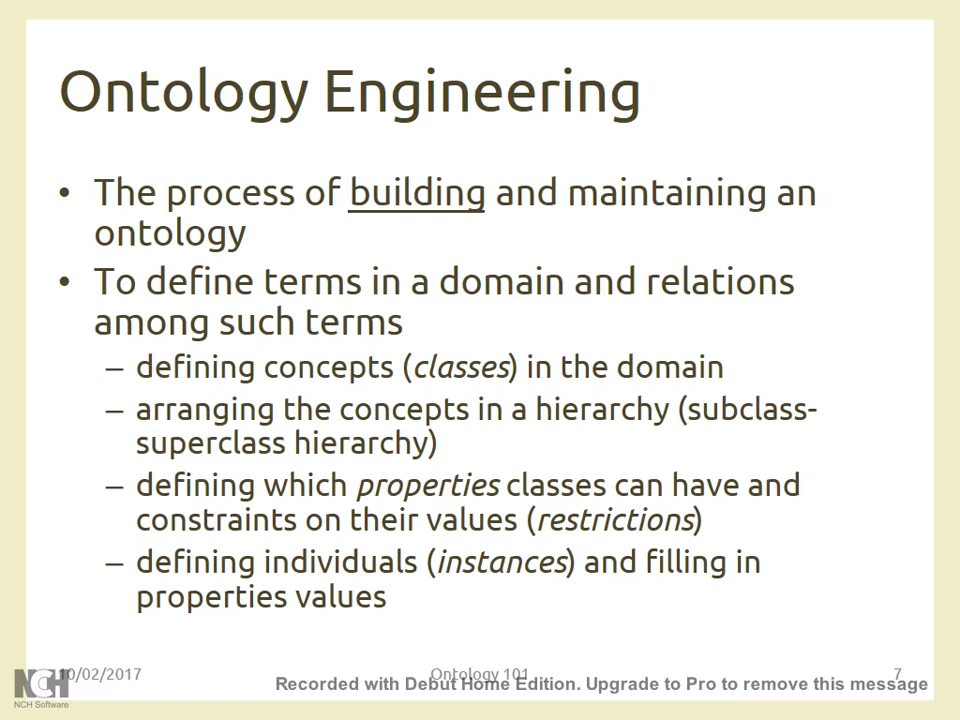 Ontology Engineering
• The process of building and maintaining an
ontology
• To define terms in a domain and relations
among such terms
– defining concepts (classes) in the domain
– arranging the concepts in a hierarchy (subclass-
superclass hierarchy)
– defining which properties classes can have and
constraints on their values (restrictions)
– defining individuals (instances) and filling in
properties values
10/02/2017 Ontology 101 7
Recorded with Debut Home Edition. Upgrade to Pro to remove this message
NCH
NCH Software